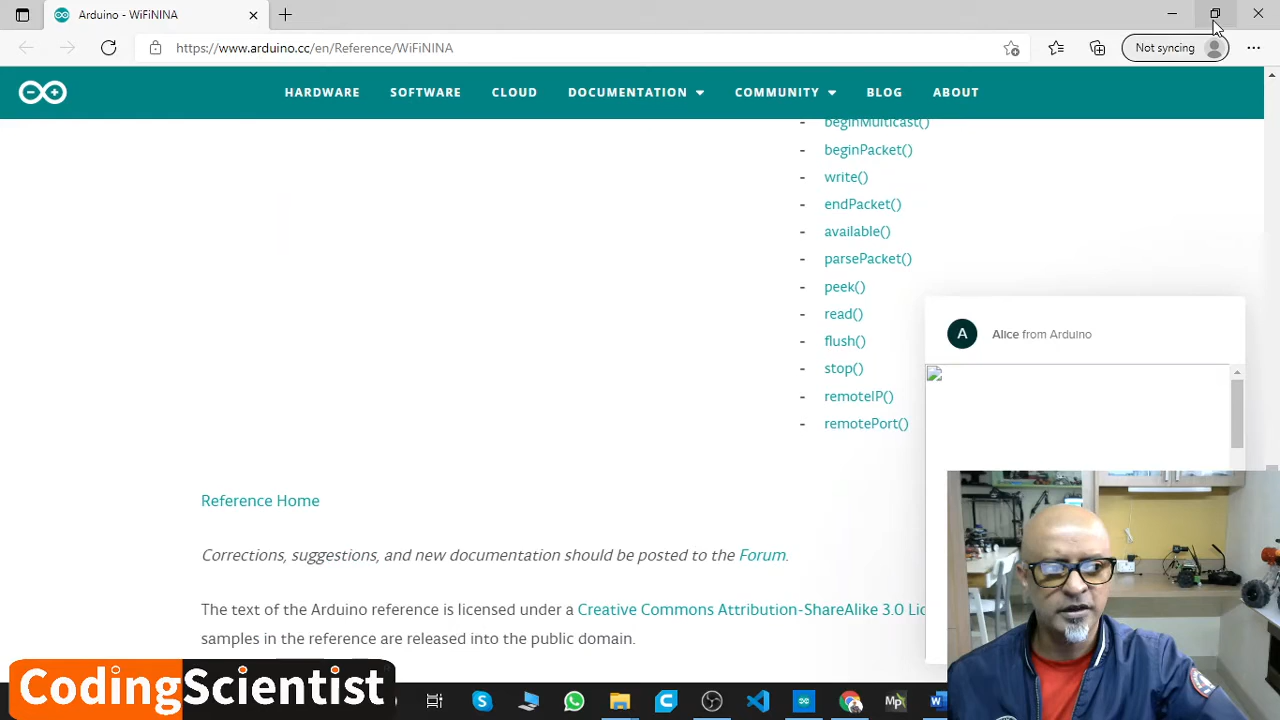 Arduino - WiFiNINA
https://www.arduino.cc/en/Reference/WiFiNINA
Not syncing
HARDWARE SOFTWARE CLOUD DOCUMENTATION COMMUNITY BLOG ABOUT
- beginMulticast()
- beginPacket()
- write()
- endPacket()
- available()
- parsePacket()
- peek()
- read()
- flush()
- stop()
- remoteIP()
- remotePort()
A Alice from Arduino
Reference Home
Corrections, suggestions, and new documentation should be posted to the Forum.
The text of the Arduino reference is licensed under a Creative Commons Attribution-ShareAlike 3.0
samples in the reference are released into the public domain.
CodingScientist